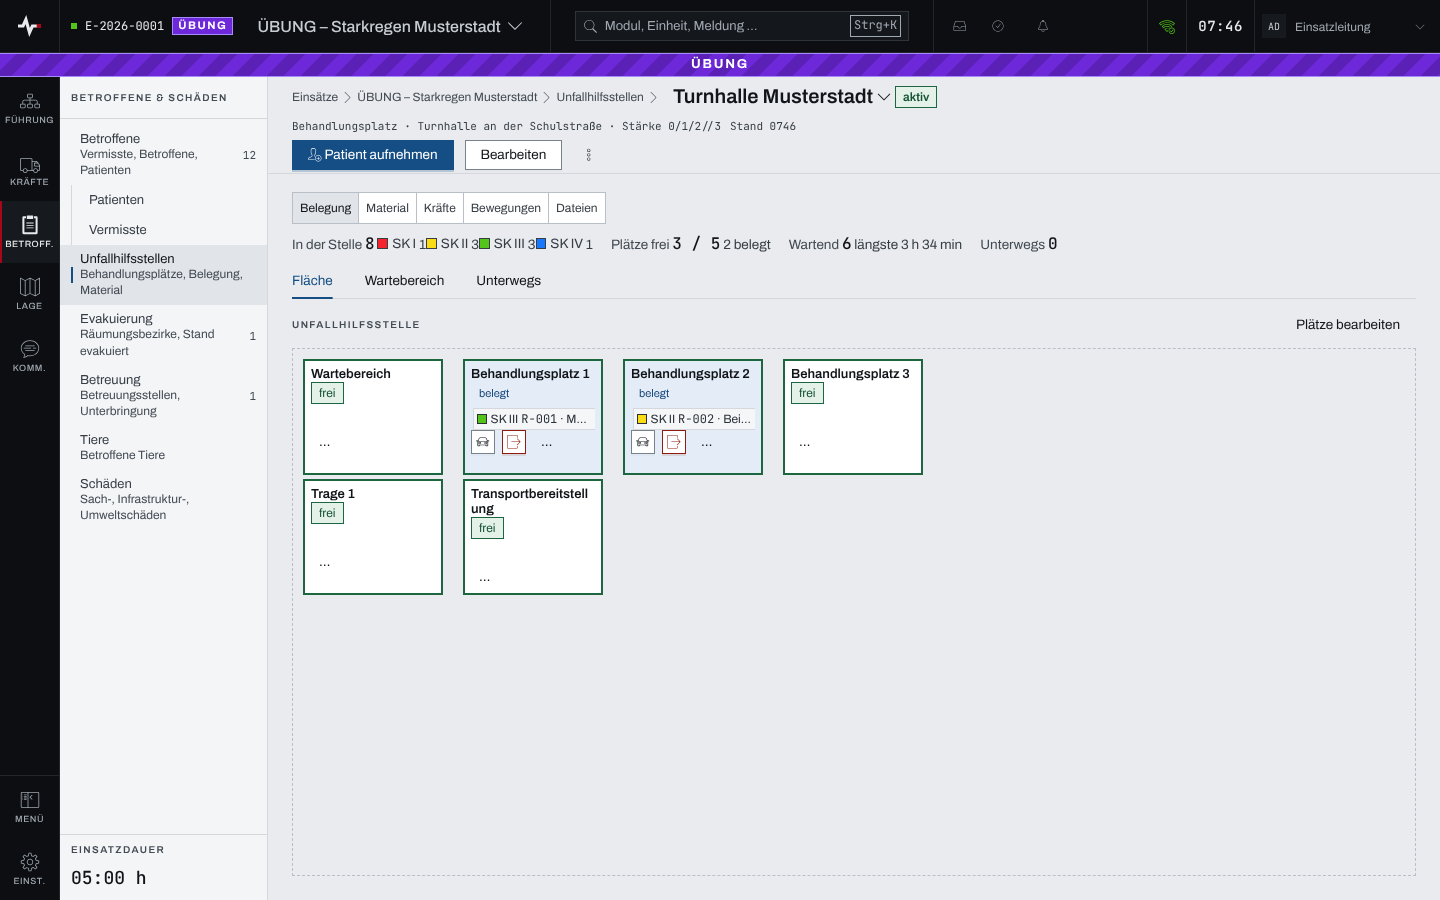 E-2026-0001 ÜBUNG ÜBUNG – Starkregen Musterstadt Modul, Einheit, Meldung ... Strg+K 07:46 AD Einsatzleitung
ÜBUNG
FÜHRUNG
KRÄFTE
BETROFF.
LAGE
KOMM.
MENÜ
EINST.
BETROFFENE & SCHÄDEN
Betroffene
Vermisste, Betroffene, 12
Patienten
Patienten
Vermisste
Unfallhilfsstellen
Behandlungsplätze, Belegung,
Material
Evakuierung
Räumungsbezirke, Stand 1
evakuiert
Betreuung
Betreuungsstellen, 1
Unterbringung
Tiere
Betroffene Tiere
Schäden
Sach-, Infrastruktur-,
Umweltschäden
EINSATZDAUER
05:00 h
Einsätze ÜBUNG – Starkregen Musterstadt Unfallhilfsstellen Turnhalle Musterstadt aktiv
Behandlungsplatz · Turnhalle an der Schulstraße · Stärke 0/1/2//3 Stand 0746
Patient aufnehmen Bearbeiten
Belegung Material Kräfte Bewegungen Dateien
In der Stelle 8 SK I 1 SK II 3 SK III 3 SK IV 1 Plätze frei 3 / 5 2 belegt Wartend 6 längste 3 h 34 min Unterwegs 0
Fläche Wartebereich Unterwegs
UNFALLHILFSSTELLE Plätze bearbeiten
Wartebereich
frei
...
Behandlungsplatz 1
belegt
SK III R-001 · M...
...
Behandlungsplatz 2
belegt
SK II R-002 · Bei...
...
Behandlungsplatz 3
frei
...
Trage 1
frei
...
Transportbereitstell
ung
frei
...